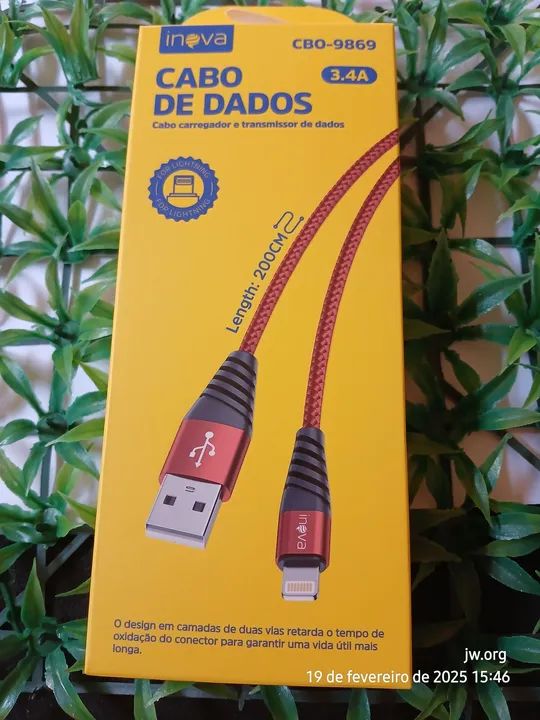 inova
CBO-9869
CABO
DE DADOS
3.4A
Cabo carregador e transmissor de dados
FOR LIGHTNING
FOR LIGHTNING
Length: 200CM
inova
O design em camadas de duas vias retarda o tempo de
oxidação do conector para garantir uma vida útil mais
longa.
jw.org
19 de fevereiro de 2025 15:46